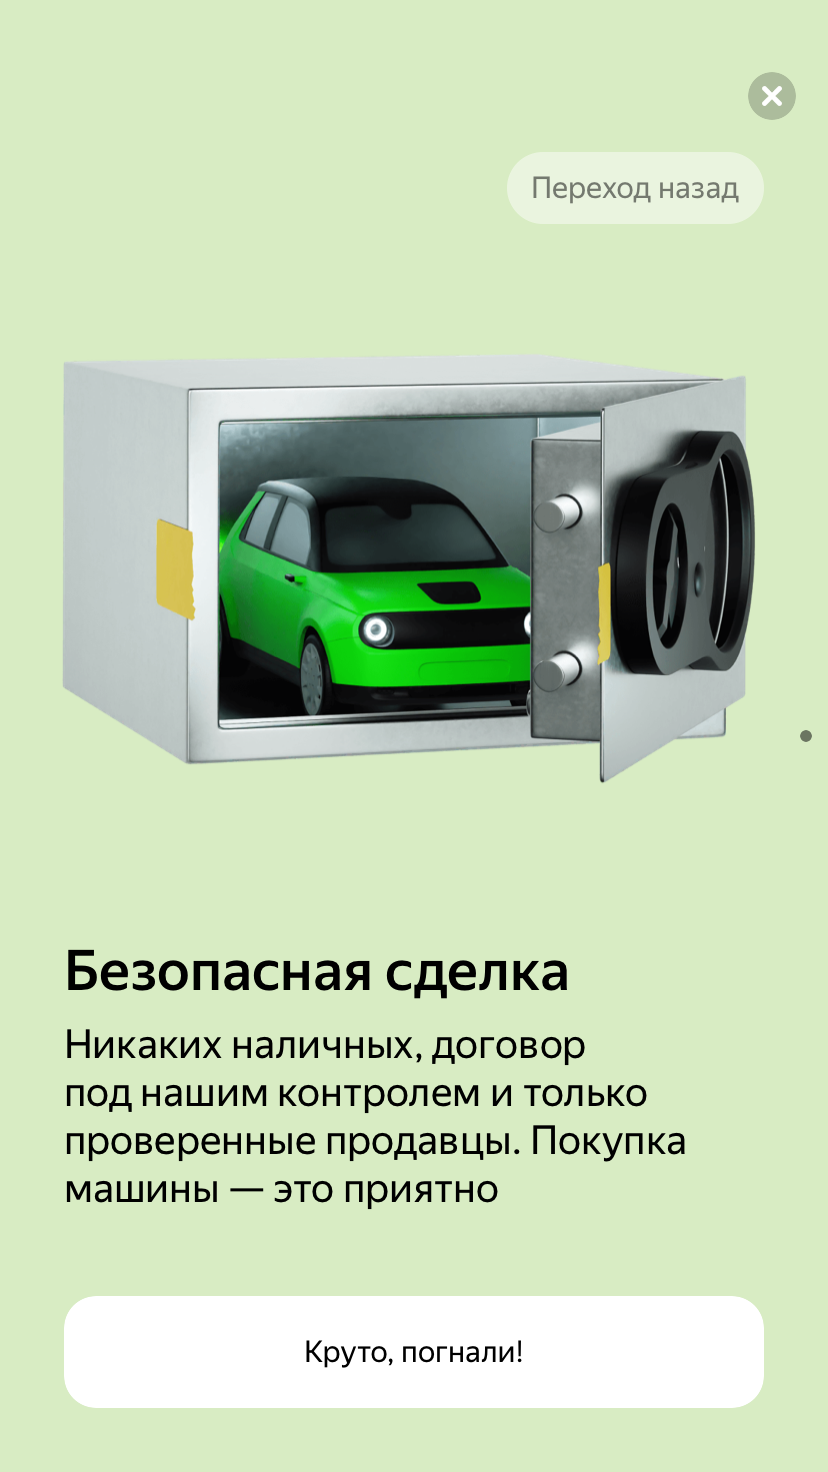 Переход назад
Безопасная сделка
Никаких наличных, договор
под нашим контролем и только
проверенные продавцы. Покупка
машины — это приятно
Круто, погнали!